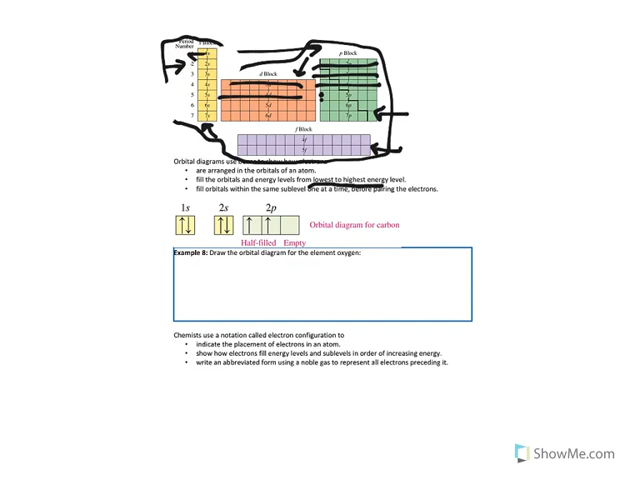 Period
Number
p Block
d Block
2
3
4
5
6
7
f Block
Orbital diagrams use
are arranged in the orbitals of an atom.
fill the orbitals and energy levels from lowest to highest energy level.
fill orbitals within the same sublevel one at a time, before pairing the electrons.
1s 2s 2p
Orbital diagram for carbon
Half-filled Empty
Example 8: Draw the orbital diagram for the element oxygen:
Chemists use a notation called electron configuration to
indicate the placement of electrons in an atom.
show how electrons fill energy levels and sublevels in order of increasing energy.
write an abbreviated form using a noble gas to represent all electrons preceding it.
ShowMe.com